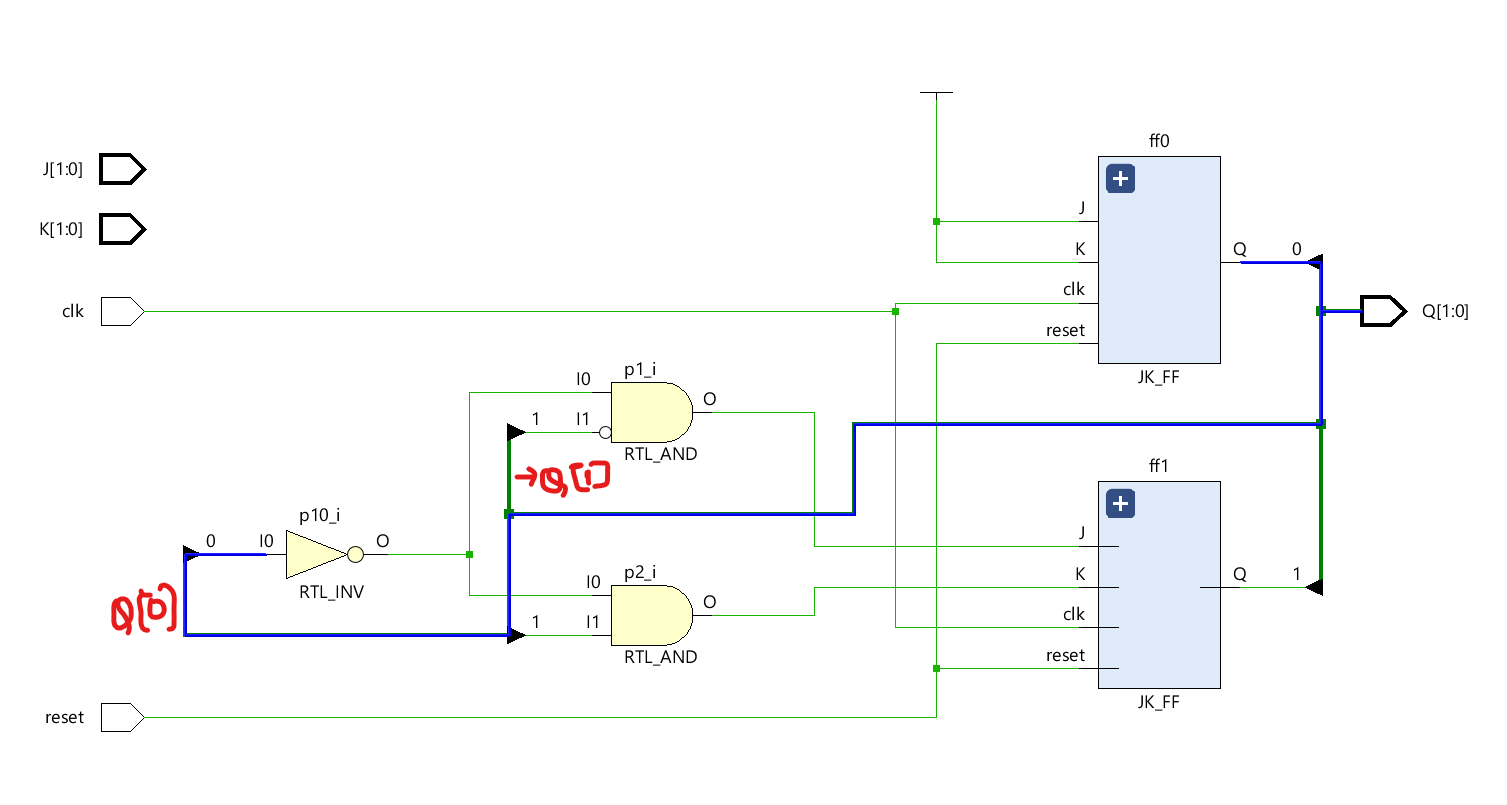 ff0
J[1:0]
K[1:0]
J
K
Q
0
clk
clk
reset
Q[1:0]
JK_FF
p1_i
I0
O
1
I1
RTL_AND
→Q[1]
ff1
p10_i
0
I0
O
RTL_INV
J
p2_i
I0
K
Q
1
O
Q[0]
1
I1
clk
RTL_AND
reset
JK_FF
reset